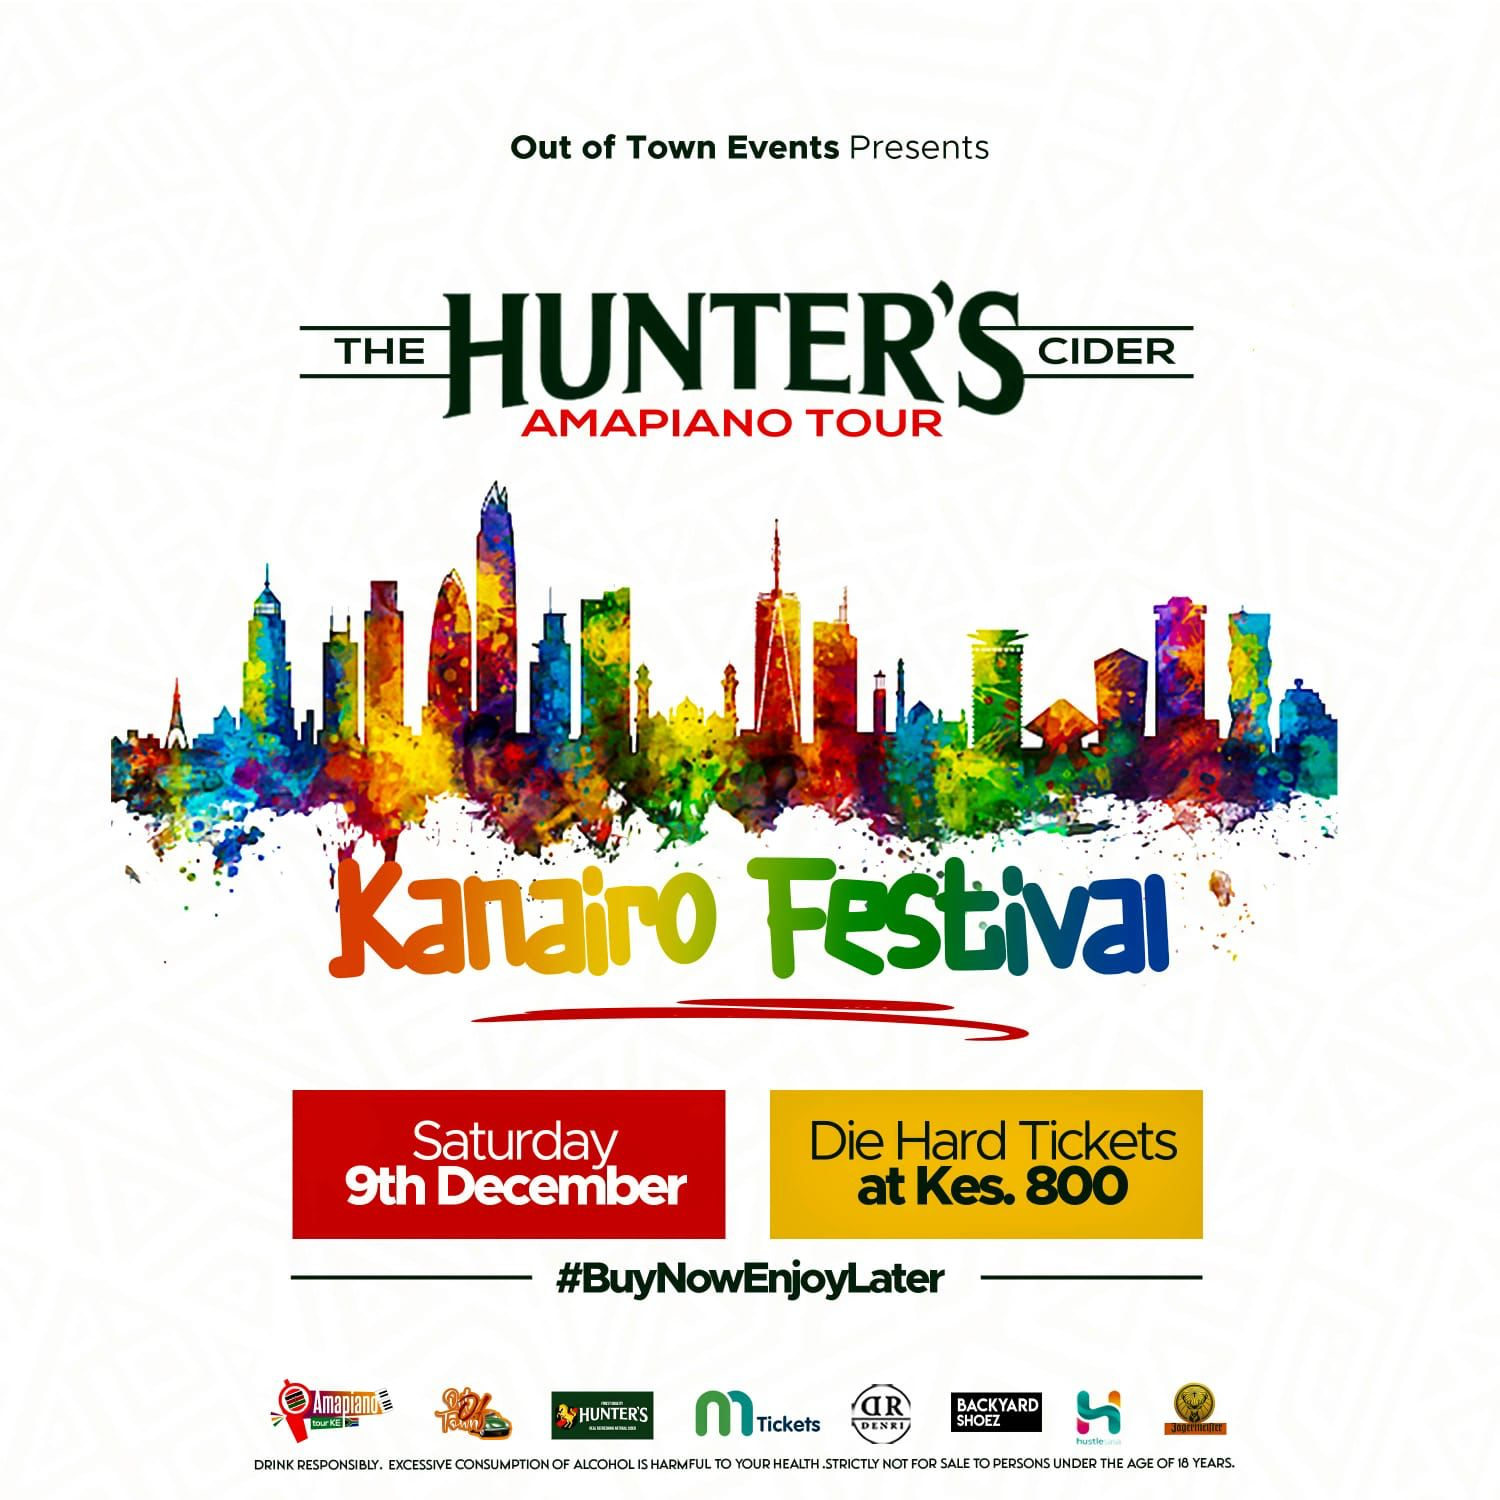 Out of Town Events Presents
THE HUNTER'S CIDER
AMAPIANO TOUR
Kanairo Festival
Saturday
9th December
Die Hard Tickets
at Kes. 800
#BuyNowEnjoyLater
Amapiano
tour KE
Out Of
Town
HUNTER'S
m Tickets
DR
DENRI
BACKYARD
SHOEZ
H
hustlesasa
Jägermeister
DRINK RESPONSIBLY. EXCESSIVE CONSUMPTION OF ALCOHOL IS HARMFUL TO YOUR HEALTH .STRICTLY NOT FOR SALE TO PERSONS UNDER THE AGE OF 18 YEARS.